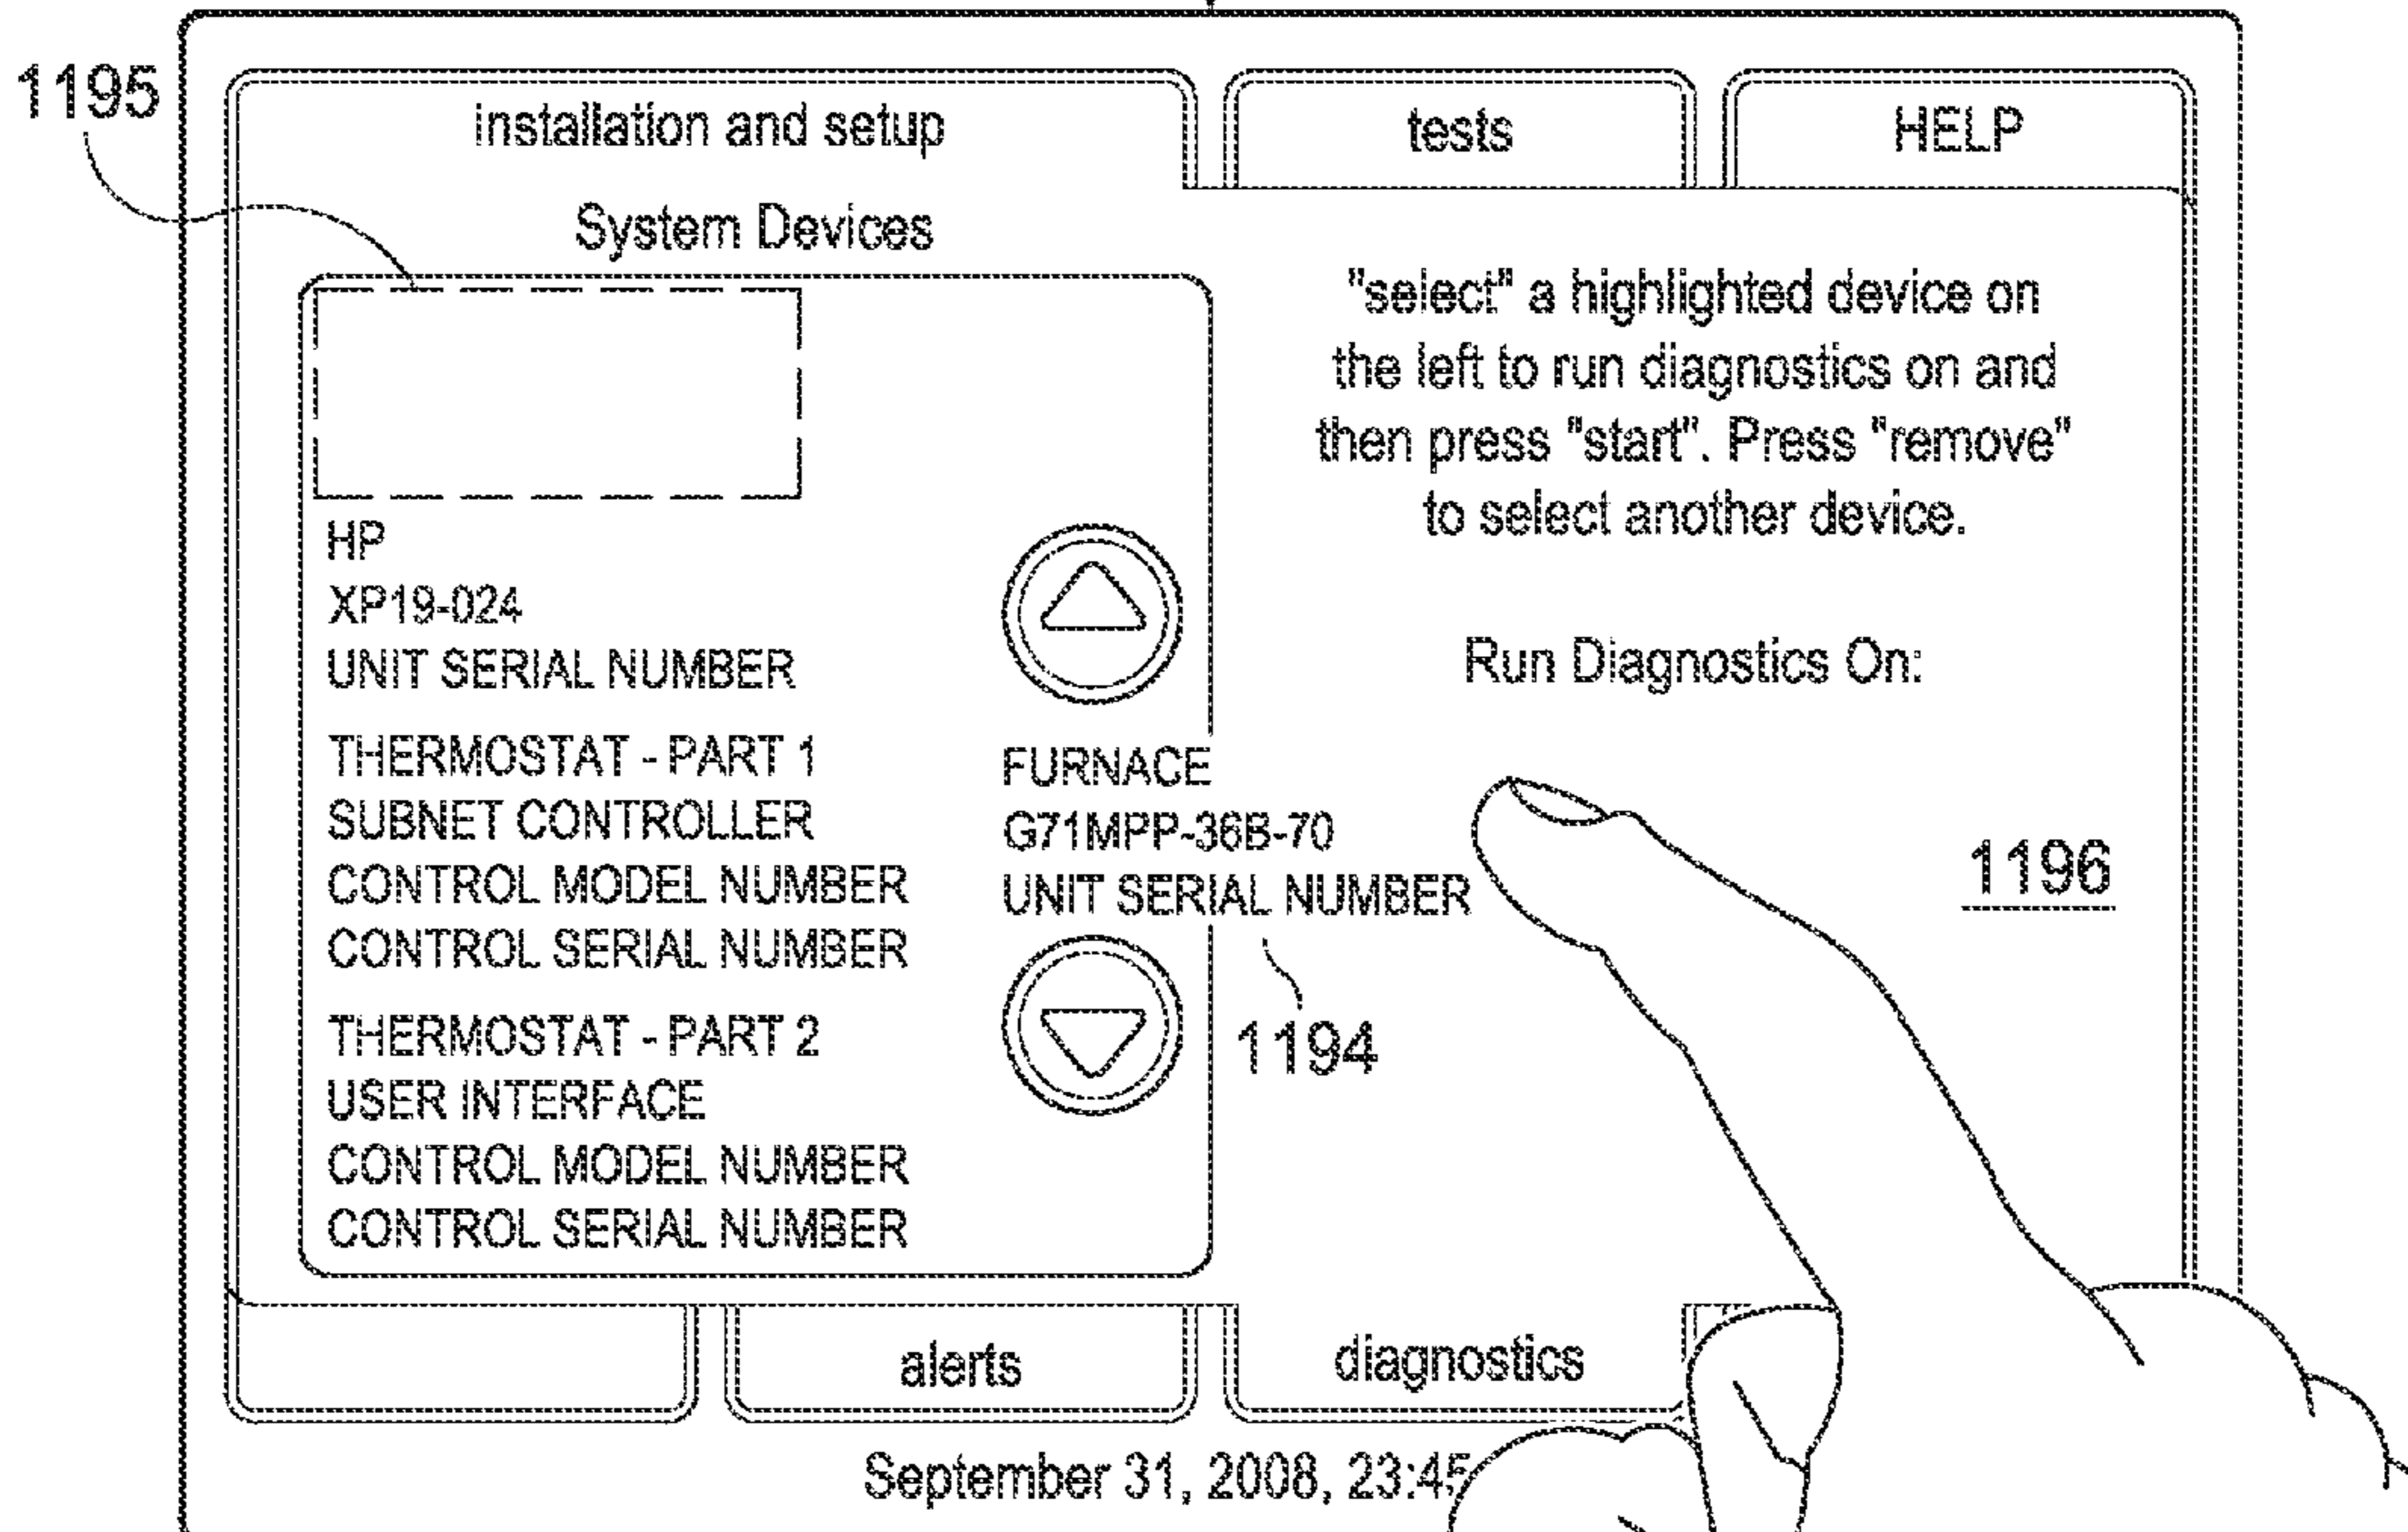 1195
installation and setup
tests
HELP
System Devices
"select" a highlighted device on
the left to run diagnostics on and
then press "start". Press "remove"
to select another device.
HP
XP19-024
UNIT SERIAL NUMBER
Run Diagnostics On:
THERMOSTAT - PART 1
SUBNET CONTROLLER
CONTROL MODEL NUMBER
CONTROL SERIAL NUMBER
FURNACE
G71MPP-36B-70
UNIT SERIAL NUMBER
1196
1194
THERMOSTAT - PART 2
USER INTERFACE
CONTROL MODEL NUMBER
CONTROL SERIAL NUMBER
alerts
diagnostics
September 31, 2008, 23:45